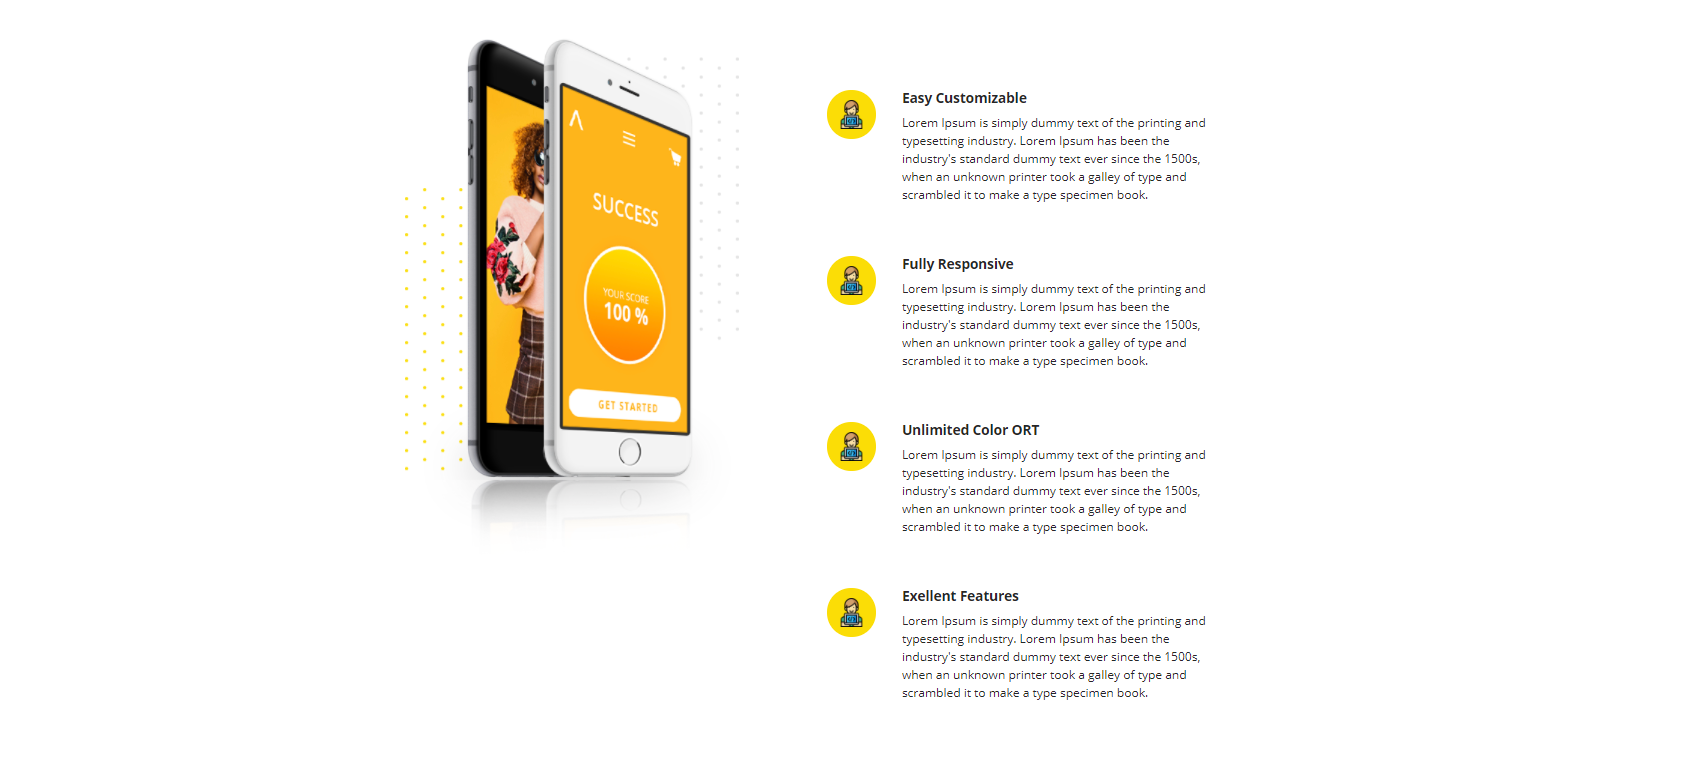 SUCCESS
YOUR SCORE
100 %
GET STARTED
Easy Customizable
Lorem Ipsum is simply dummy text of the printing and
typesetting industry. Lorem Ipsum has been the
industry's standard dummy text ever since the 1500s,
when an unknown printer took a galley of type and
scrambled it to make a type specimen book.
Fully Responsive
Lorem Ipsum is simply dummy text of the printing and
typesetting industry. Lorem Ipsum has been the
industry's standard dummy text ever since the 1500s,
when an unknown printer took a galley of type and
scrambled it to make a type specimen book.
Unlimited Color ORT
Lorem Ipsum is simply dummy text of the printing and
typesetting industry. Lorem Ipsum has been the
industry's standard dummy text ever since the 1500s,
when an unknown printer took a galley of type and
scrambled it to make a type specimen book.
Exellent Features
Lorem Ipsum is simply dummy text of the printing and
typesetting industry. Lorem Ipsum has been the
industry's standard dummy text ever since the 1500s,
when an unknown printer took a galley of type and
scrambled it to make a type specimen book.